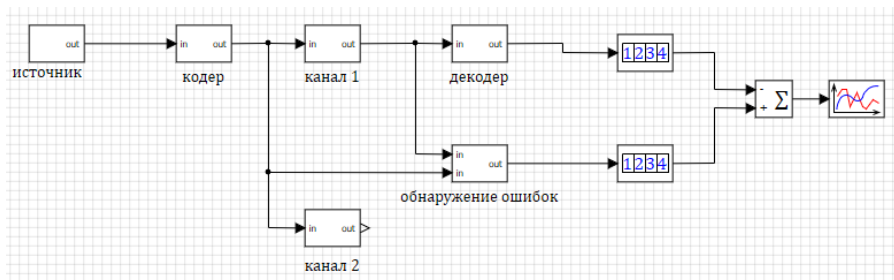 out
in out
in out
in out
1234
источник
кодер
канал 1
декодер
-
+
Σ
in
in
out
1234
обнаружение ошибок
in out
канал 2